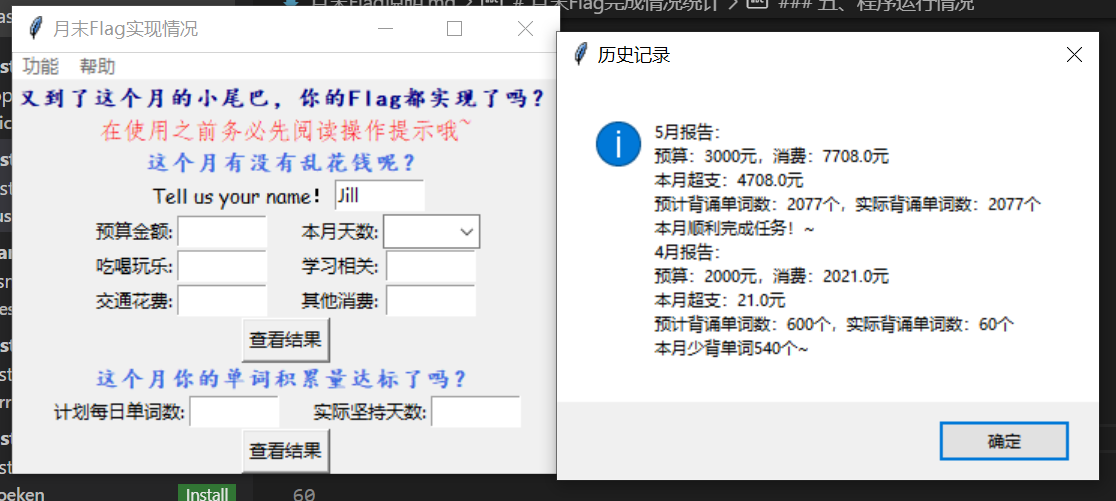 月末Flag实现情况
功能 帮助
又到了这个月的小尾巴，你的Flag都实现了吗？
在使用之前务必先阅读操作提示哦~
这个月有没有乱花钱呢？
Tell us your name! Jill
预算金额: 本月天数:
吃喝玩乐: 学习相关:
交通花费: 其他消费:
查看结果
这个月你的单词积累量达标了吗？
计划每日单词数: 实际坚持天数:
查看结果
历史记录
5月报告：
预算：3000元，消费：7708.0元
本月超支：4708.0元
预计背诵单词数：2077个，实际背诵单词数：2077个
本月顺利完成任务！~
4月报告：
预算：2000元，消费：2021.0元
本月超支：21.0元
预计背诵单词数：600个，实际背诵单词数：60个
本月少背单词540个~
确定
Install
60